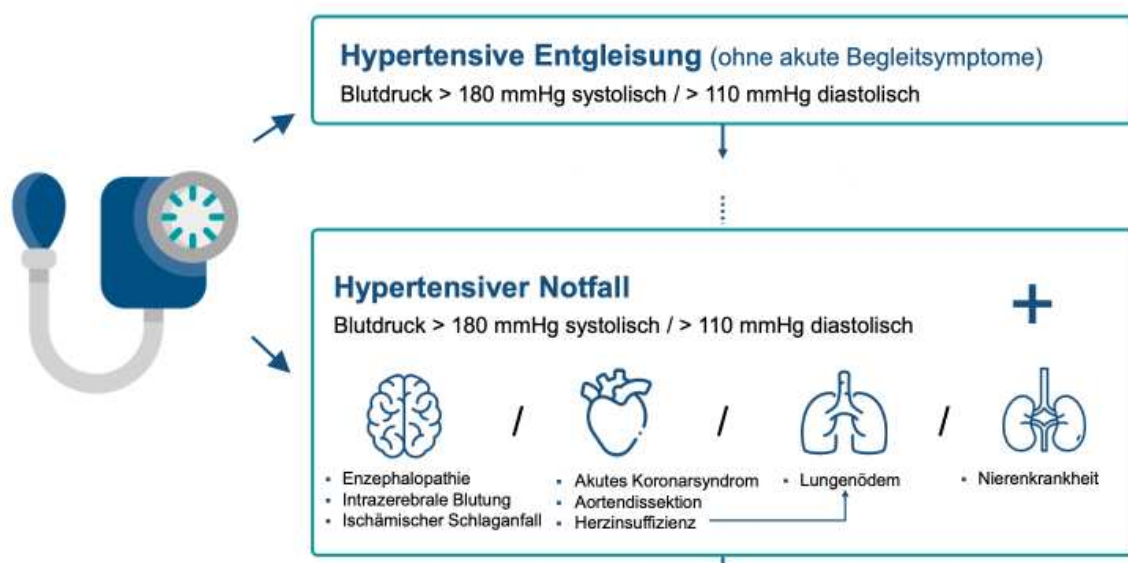 Hypertensive Entgleisung (ohne akute Begleitsymptome)
Blutdruck > 180 mmHg systolisch / > 110 mmHg diastolisch
Hypertensiver Notfall
+
Blutdruck > 180 mmHg systolisch / > 110 mmHg diastolisch
/ / /
▪ Enzephalopathie
▪ Intrazerebrale Blutung
▪ Ischämischer Schlaganfall
▪ Akutes Koronarsyndrom
▪ Aortendissektion
▪ Herzinsuffizienz
▪ Lungenödem
▪ Nierenkrankheit